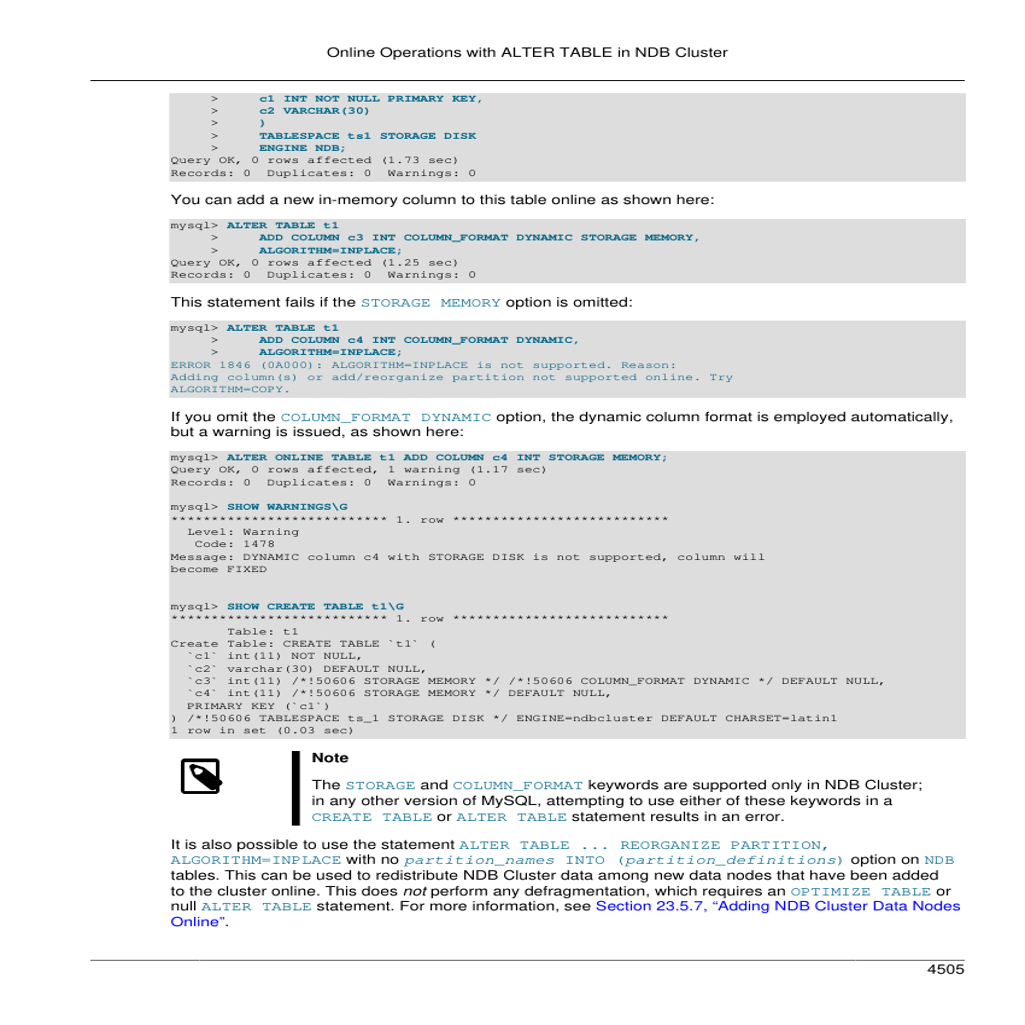 Online Operations with ALTER TABLE in NDB Cluster
     >     c1 INT NOT NULL PRIMARY KEY,
     >     c2 VARCHAR(30)
     >     )
     >     TABLESPACE ts1 STORAGE DISK
     >     ENGINE NDB;
Query OK, 0 rows affected (1.73 sec)
Records: 0  Duplicates: 0  Warnings: 0
You can add a new in-memory column to this table online as shown here:
mysql> ALTER TABLE t1
     >     ADD COLUMN c3 INT COLUMN_FORMAT DYNAMIC STORAGE MEMORY,
     >     ALGORITHM=INPLACE;
Query OK, 0 rows affected (1.25 sec)
Records: 0  Duplicates: 0  Warnings: 0
This statement fails if the STORAGE MEMORY option is omitted:
mysql> ALTER TABLE t1
     >     ADD COLUMN c4 INT COLUMN_FORMAT DYNAMIC,
     >     ALGORITHM=INPLACE;
ERROR 1846 (0A000): ALGORITHM=INPLACE is not supported. Reason:
Adding column(s) or add/reorganize partition not supported online. Try
ALGORITHM=COPY.
If you omit the COLUMN_FORMAT DYNAMIC option, the dynamic column format is employed automatically,
but a warning is issued, as shown here:
mysql> ALTER ONLINE TABLE t1 ADD COLUMN c4 INT STORAGE MEMORY;
Query OK, 0 rows affected, 1 warning (1.17 sec)
Records: 0  Duplicates: 0  Warnings: 0
mysql> SHOW WARNINGS\G
*************************** 1. row ***************************
  Level: Warning
   Code: 1478
Message: DYNAMIC column c4 with STORAGE DISK is not supported, column will
become FIXED
mysql> SHOW CREATE TABLE t1\G
*************************** 1. row ***************************
       Table: t1
Create Table: CREATE TABLE `t1` (
  `c1` int(11) NOT NULL,
  `c2` varchar(30) DEFAULT NULL,
  `c3` int(11) /*!50606 STORAGE MEMORY */ /*!50606 COLUMN_FORMAT DYNAMIC */ DEFAULT NULL,
  `c4` int(11) /*!50606 STORAGE MEMORY */ DEFAULT NULL,
  PRIMARY KEY (`c1`)
) /*!50606 TABLESPACE ts_1 STORAGE DISK */ ENGINE=ndbcluster DEFAULT CHARSET=latin1
1 row in set (0.03 sec)
Note
The STORAGE and COLUMN_FORMAT keywords are supported only in NDB Cluster;
in any other version of MySQL, attempting to use either of these keywords in a
CREATE TABLE or ALTER TABLE statement results in an error.
It is also possible to use the statement ALTER TABLE ... REORGANIZE PARTITION,
ALGORITHM=INPLACE with no partition_names INTO (partition_definitions) option on NDB
tables. This can be used to redistribute NDB Cluster data among new data nodes that have been added
to the cluster online. This does not perform any defragmentation, which requires an OPTIMIZE TABLE or
null ALTER TABLE statement. For more information, see Section 23.5.7, “Adding NDB Cluster Data Nodes
Online”.
4505